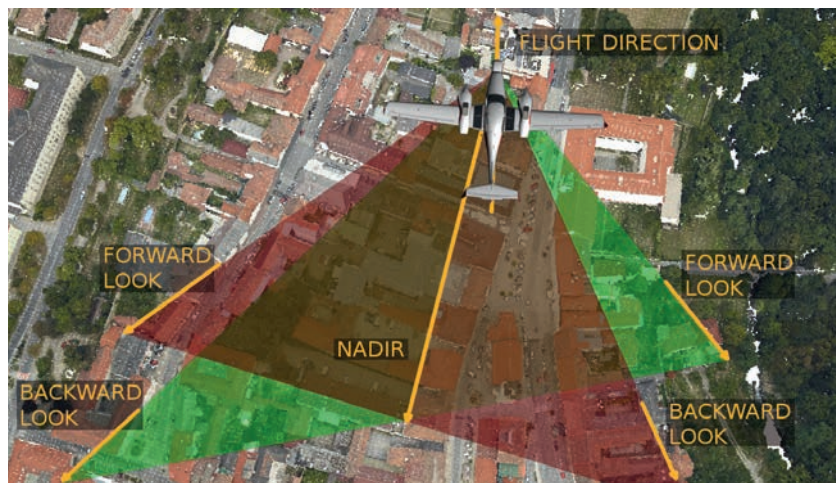 FLIGHT DIRECTION
FORWARD
LOOK
FORWARD
LOOK
NADIR
BACKWARD
LOOK
BACKWARD
LOOK